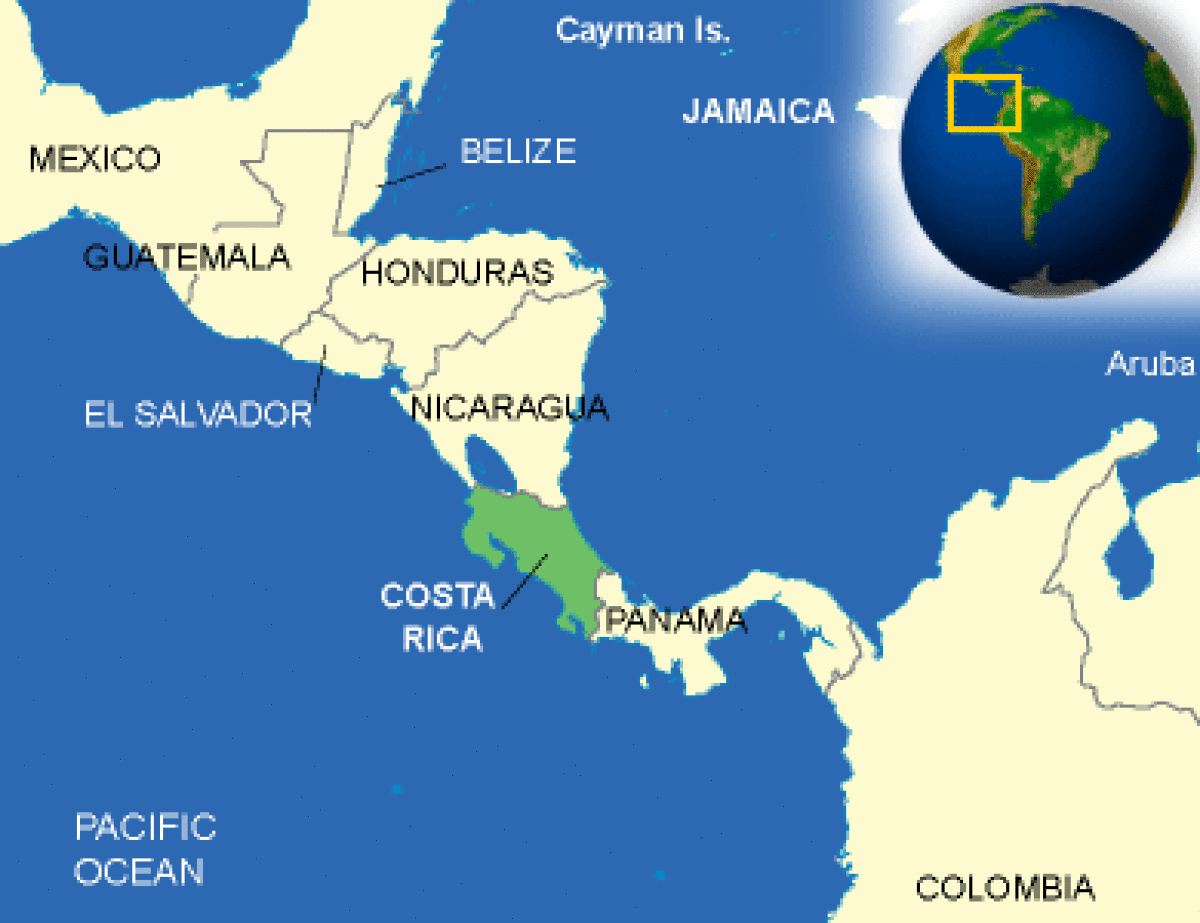 Cayman Is.
JAMAICA
MEXICO
BELIZE
GUATEMALA
HONDURAS
Aruba
EL SALVADOR
NICARAGUA
COSTA
RICA
PANAMA
PACIFIC
OCEAN
COLOMBIA